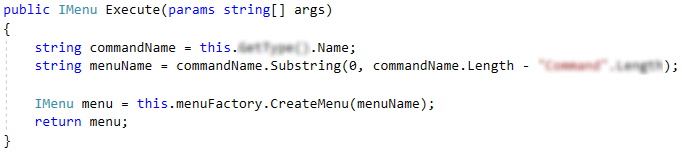 public IMenu Execute(params string[] args)
{
string commandName = this.GetType().Name;
string menuName = commandName.Substring(0, commandName.Length - "Command".Length);
IMenu menu = this.menuFactory.CreateMenu(menuName);
return menu;
}